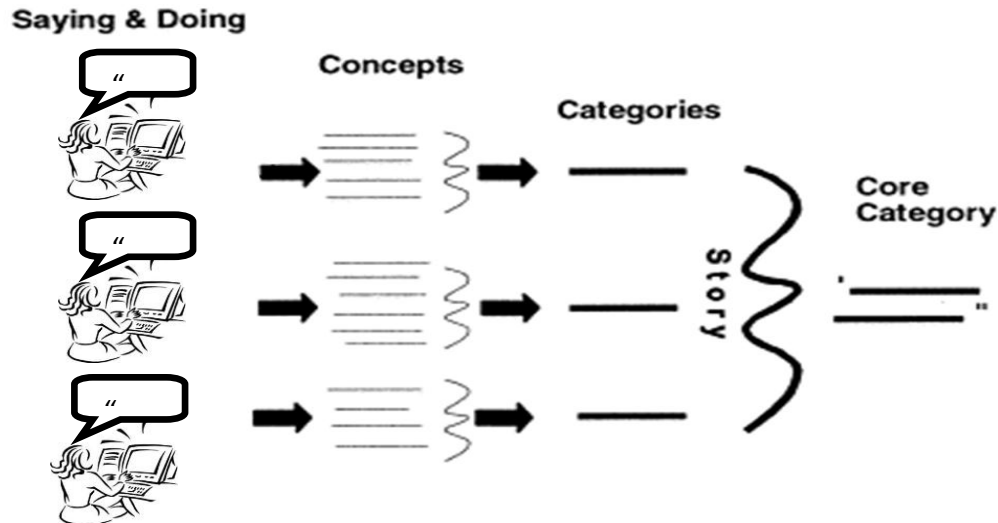 Saying & Doing
“
Concepts
Categories
“
Story
Core
Category
"
“